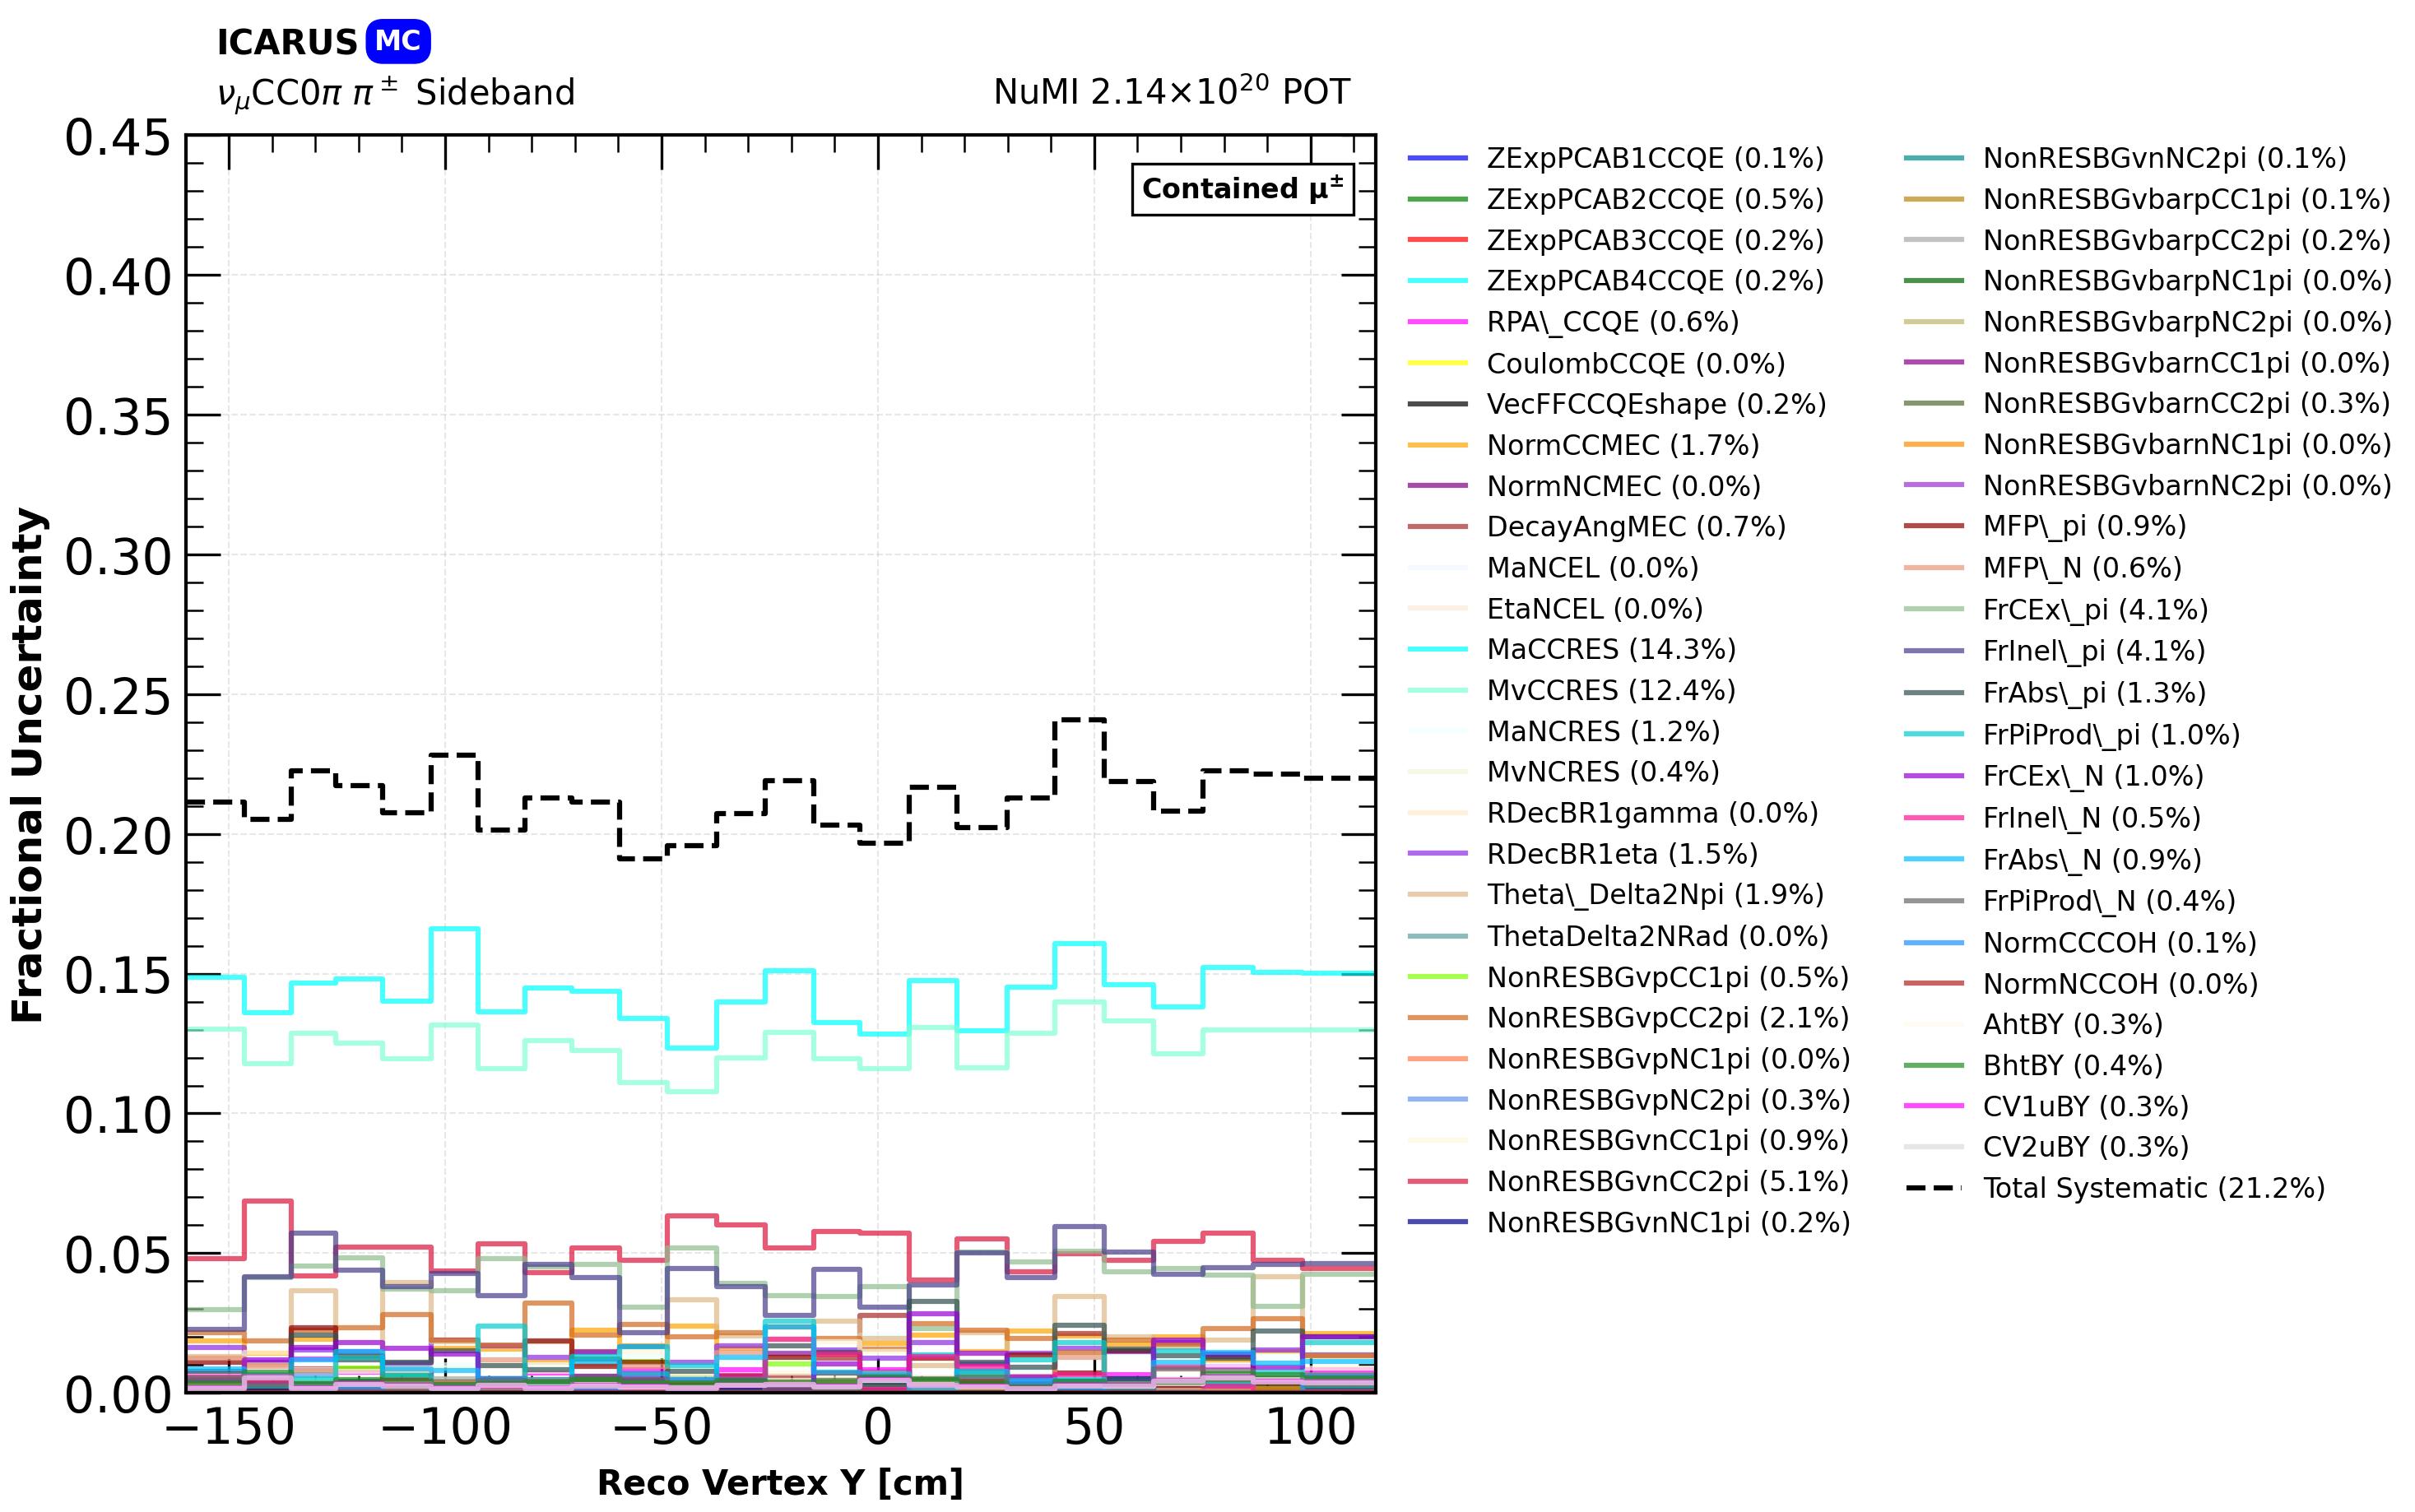 ICARUS MC
νμCC0π π± Sideband
NuMI 2.14×10²⁰ POT
Contained μ±
Fractional Uncertainty
0.45
0.40
0.35
0.30
0.25
0.20
0.15
0.10
0.05
0.00
−150 −100 −50 0 50 100
Reco Vertex Y [cm]
ZExpPCAB1CCQE (0.1%)
ZExpPCAB2CCQE (0.5%)
ZExpPCAB3CCQE (0.2%)
ZExpPCAB4CCQE (0.2%)
RPA\_CCQE (0.6%)
CoulombCCQE (0.0%)
VecFFCCQEshape (0.2%)
NormCCMEC (1.7%)
NormNCMEC (0.0%)
DecayAngMEC (0.7%)
MaNCEL (0.0%)
EtaNCEL (0.0%)
MaCCRES (14.3%)
MvCCRES (12.4%)
MaNCRES (1.2%)
MvNCRES (0.4%)
RDecBR1gamma (0.0%)
RDecBR1eta (1.5%)
Theta\_Delta2Npi (1.9%)
ThetaDelta2NRad (0.0%)
NonRESBGvpCC1pi (0.5%)
NonRESBGvpCC2pi (2.1%)
NonRESBGvpNC1pi (0.0%)
NonRESBGvpNC2pi (0.3%)
NonRESBGvnCC1pi (0.9%)
NonRESBGvnCC2pi (5.1%)
NonRESBGvnNC1pi (0.2%)
NonRESBGvnNC2pi (0.1%)
NonRESBGvbarpCC1pi (0.1%)
NonRESBGvbarpCC2pi (0.2%)
NonRESBGvbarpNC1pi (0.0%)
NonRESBGvbarpNC2pi (0.0%)
NonRESBGvbarnCC1pi (0.0%)
NonRESBGvbarnCC2pi (0.3%)
NonRESBGvbarnNC1pi (0.0%)
NonRESBGvbarnNC2pi (0.0%)
MFP\_pi (0.9%)
MFP\_N (0.6%)
FrCEx\_pi (4.1%)
FrInel\_pi (4.1%)
FrAbs\_pi (1.3%)
FrPiProd\_pi (1.0%)
FrCEx\_N (1.0%)
FrInel\_N (0.5%)
FrAbs\_N (0.9%)
FrPiProd\_N (0.4%)
NormCCCOH (0.1%)
NormNCCOH (0.0%)
AhtBY (0.3%)
BhtBY (0.4%)
CV1uBY (0.3%)
CV2uBY (0.3%)
Total Systematic (21.2%)